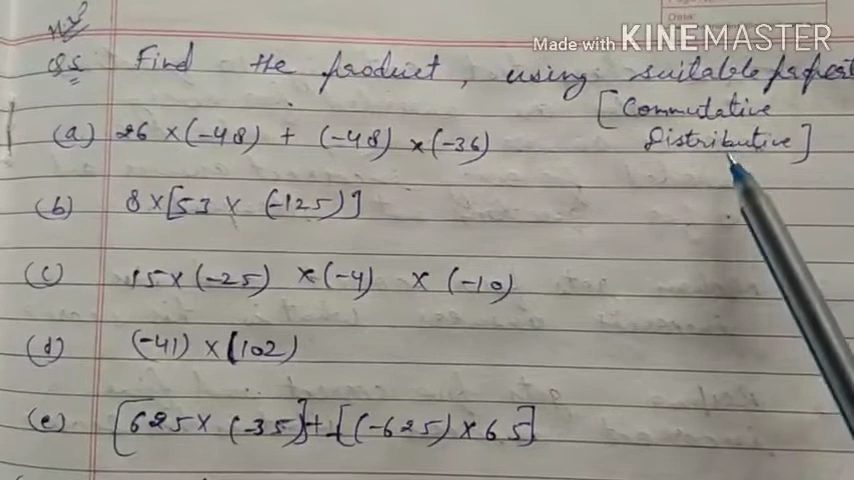 Made with KINEMASTER
Q5 Find the product, using suitable propert
[Commutative
Distributive]
(a) 26 × (-48) + (-48) × (-36)
(b) 8 × [53 × (-125)]
(c) 15 × (-25) × (-4) × (-10)
(d) (-41) × (102)
(e) [625 × (-35)] + [(-625) × 65]